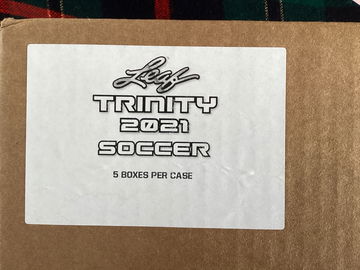 Leaf
TRINITY
2021
SOCCER
5 BOXES PER CASE